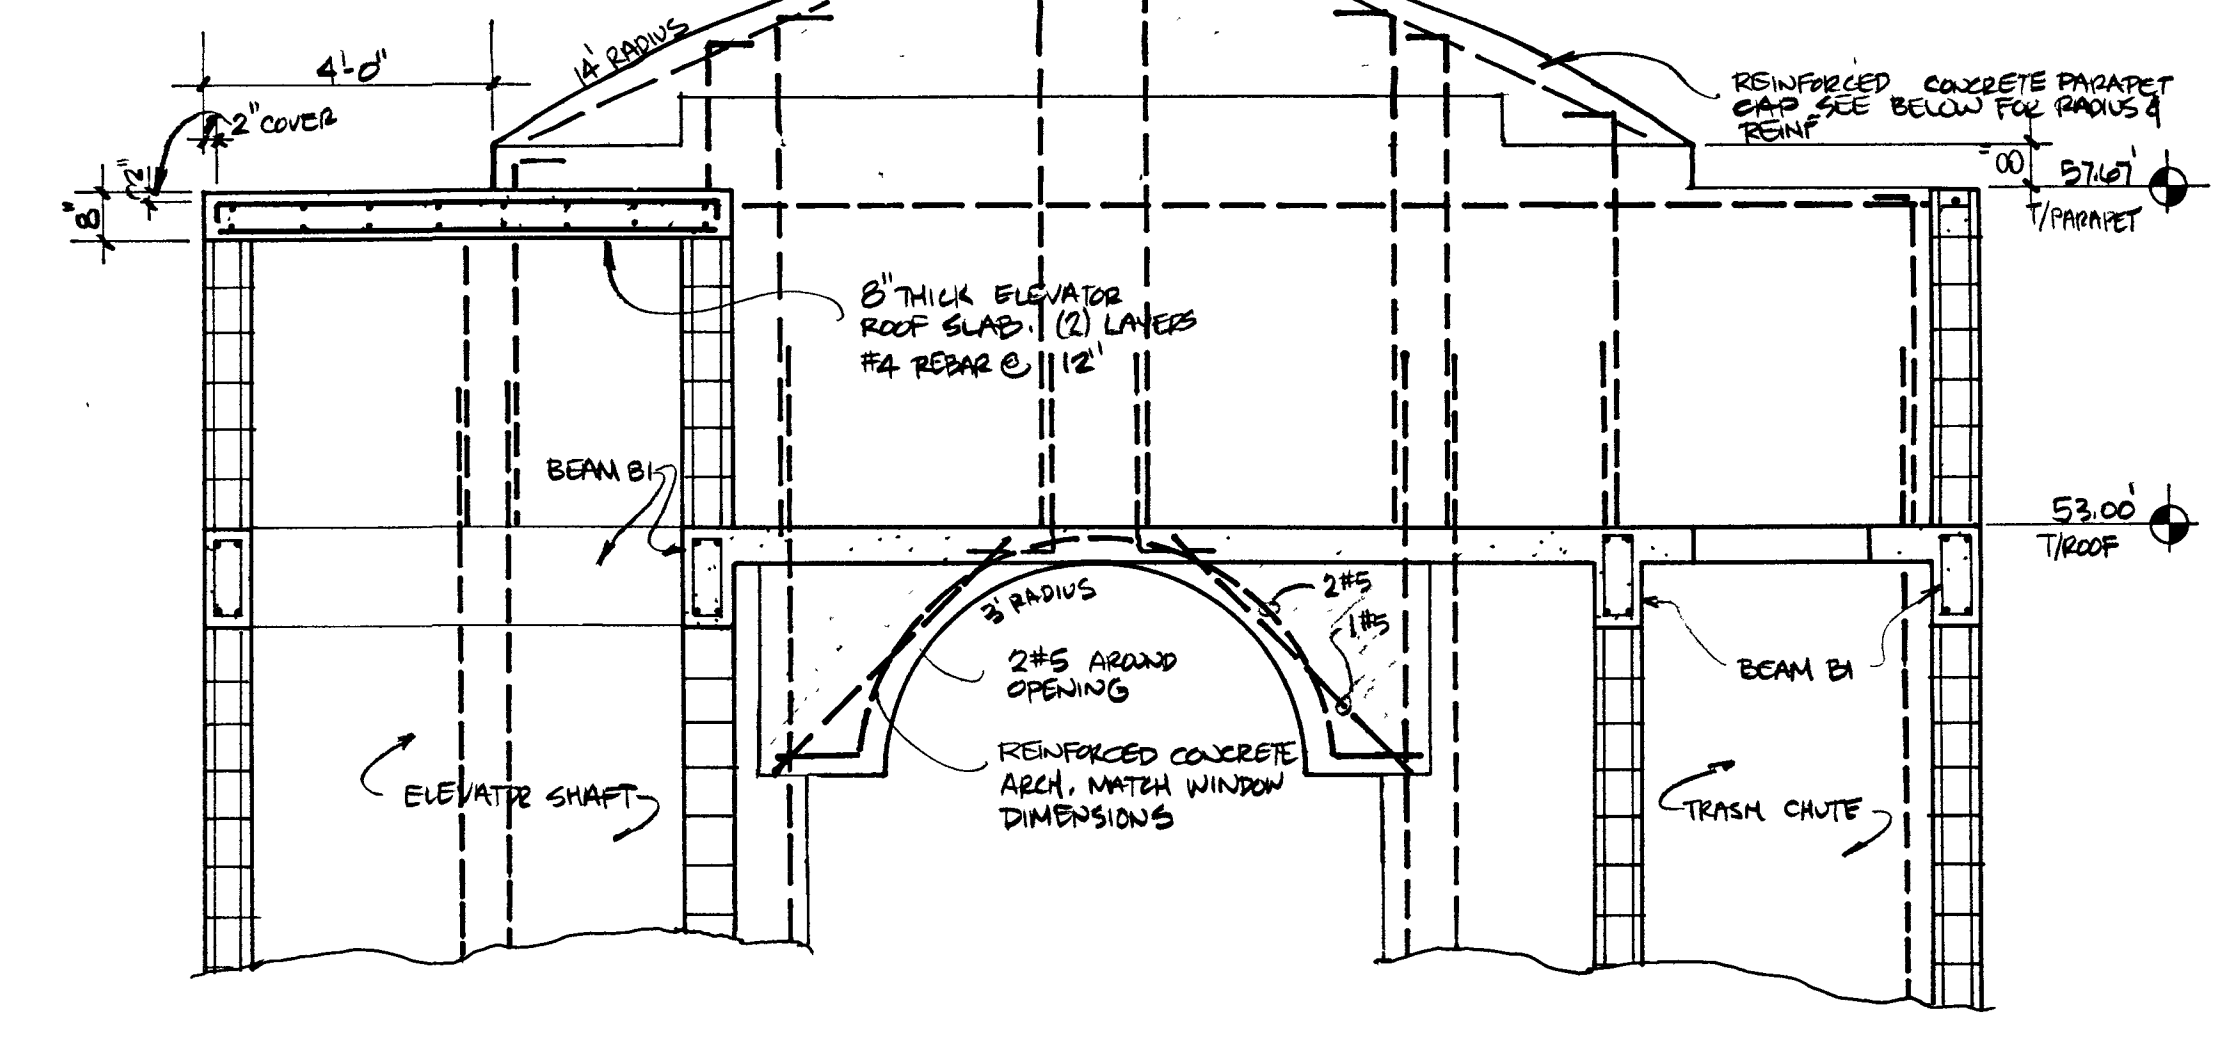 14' RADIUS
4'-0"
2" COVER
2"
8"
REINFORCED CONCRETE PARAPET
CAP SEE BELOW FOR RADIUS &
REINF
8"
57.67'
T/PARAPET
8" THICK ELEVATOR
ROOF SLAB. (2) LAYERS
#4 REBAR @ 12"
BEAM B1
53.00'
T/ROOF
3' RADIUS
2#5
1#5
2#5 AROUND
OPENING
BEAM B1
REINFORCED CONCRETE
ARCH. MATCH WINDOW
DIMENSIONS
ELEVATOR SHAFT
TRASH CHUTE